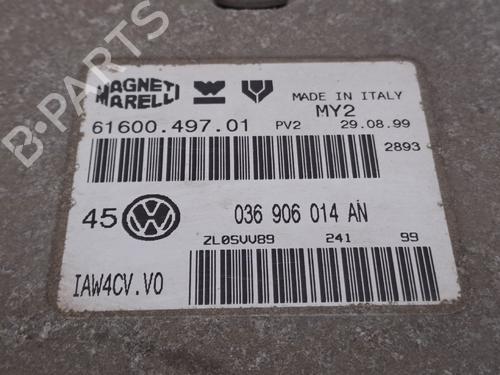 B-PARTS
MAGNETI MARELLI
MADE IN ITALY
MY2
61600.497.01 PV2 29.08.99
2893
45 036 906 014 AN
ZL0SVV89 241 99
IAW4CV.V0